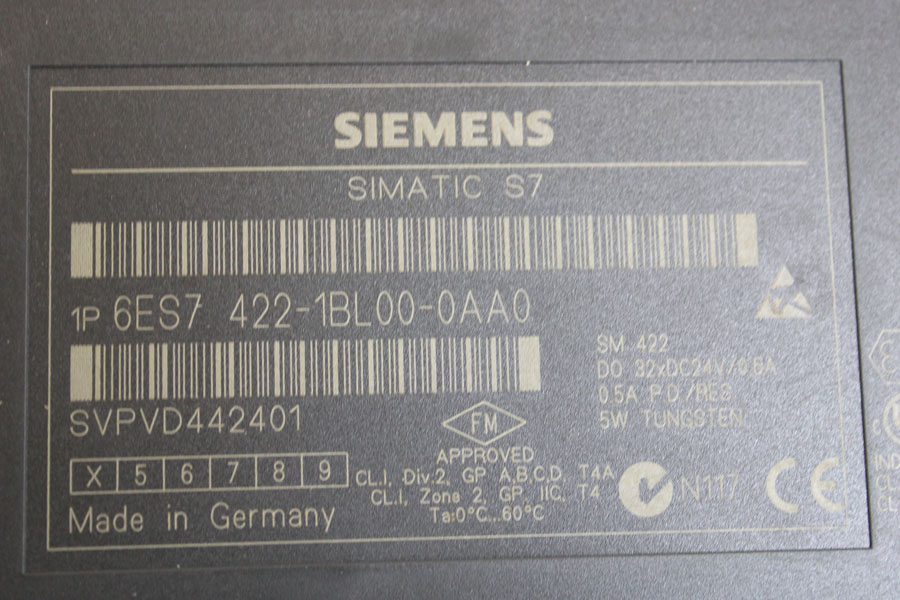 SIEMENS
SIMATIC S7
1P 6ES7 422-1BL00-0AA0
SM 422
DO 32xDC24V/0.6A
0.5A P.D/RES
5W TUNGSTEN
SVPVD442401
FM
APPROVED
CL.I, Div.2, GP A,B,C,D, T4A
CL.I, Zone 2, GP IIC, T4
Ta:0°C...60°C
X 5 6 7 8 9
N117
CE
Made in Germany